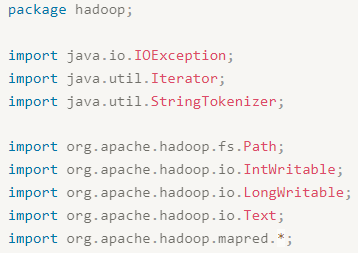 package hadoop;
import java.io.IOException;
import java.util.Iterator;
import java.util.StringTokenizer;
import org.apache.hadoop.fs.Path;
import org.apache.hadoop.io.IntWritable;
import org.apache.hadoop.io.LongWritable;
import org.apache.hadoop.io.Text;
import org.apache.hadoop.mapred.*;